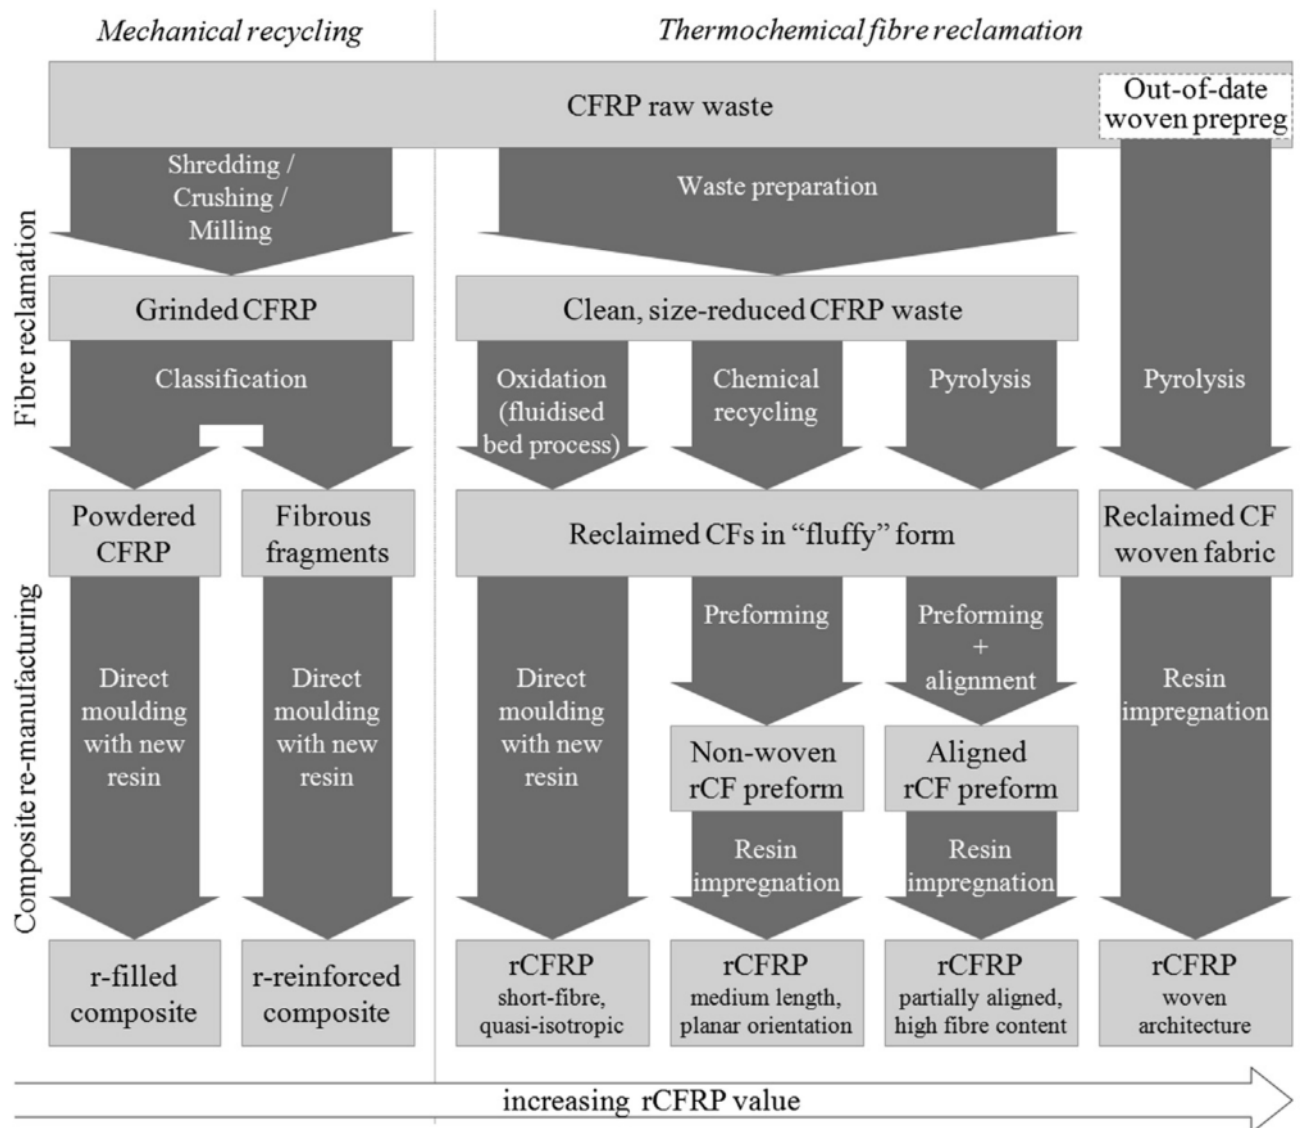 Mechanical recycling
Thermochemical fibre reclamation
CFRP raw waste
Out-of-date
woven prepreg
Fibre reclamation
Shredding /
Crushing /
Milling
Waste preparation
Grinded CFRP
Clean, size-reduced CFRP waste
Classification
Oxidation
(fluidised
bed process)
Chemical
recycling
Pyrolysis
Pyrolysis
Powdered
CFRP
Fibrous
fragments
Reclaimed CFs in “fluffy” form
Reclaimed CF
woven fabric
Composite re-manufacturing
Direct
moulding
with new
resin
Direct
moulding
with new
resin
Direct
moulding
with new
resin
Preforming
Preforming
+
alignment
Resin
impregnation
Non-woven
rCF preform
Aligned
rCF preform
Resin
impregnation
Resin
impregnation
r-filled
composite
r-reinforced
composite
rCFRP
short-fibre,
quasi-isotropic
rCFRP
medium length,
planar orientation
rCFRP
partially aligned,
high fibre content
rCFRP
woven
architecture
increasing rCFRP value